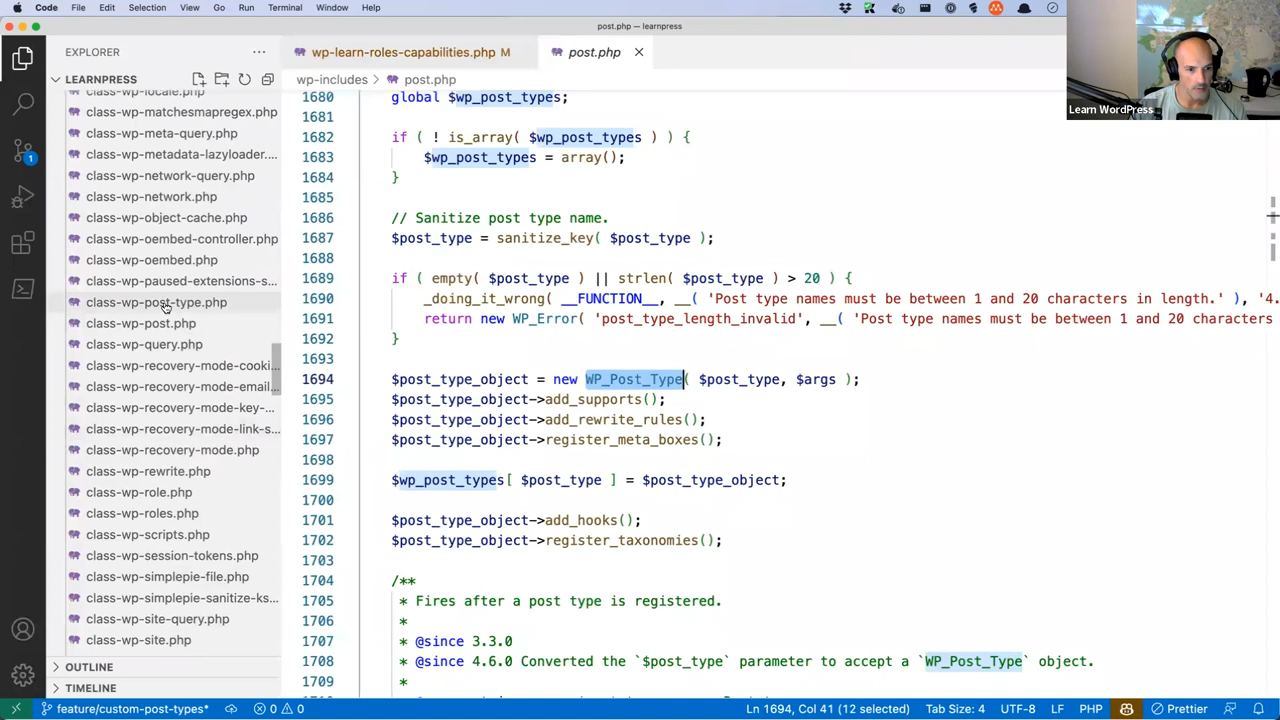 Code File Edit Selection View Go Run Terminal Window Help
post.php — learnpress
Learn WordPress
EXPLORER
wp-learn-roles-capabilities.php M
post.php
LEARNPRESS
wp-includes > post.php
class-wp-locale.php
class-wp-matchesmapregex.php
class-wp-meta-query.php
class-wp-metadata-lazyloader....
class-wp-network-query.php
class-wp-network.php
class-wp-object-cache.php
class-wp-oembed-controller.php
class-wp-oembed.php
class-wp-paused-extensions-s...
class-wp-post-type.php
class-wp-post.php
class-wp-query.php
class-wp-recovery-mode-cooki...
class-wp-recovery-mode-email...
class-wp-recovery-mode-key-...
class-wp-recovery-mode-link-s...
class-wp-recovery-mode.php
class-wp-rewrite.php
class-wp-role.php
class-wp-roles.php
class-wp-scripts.php
class-wp-session-tokens.php
class-wp-simplepie-file.php
class-wp-simplepie-sanitize-ks...
class-wp-site-query.php
class-wp-site.php
OUTLINE
TIMELINE
1680 global $wp_post_types;
1681
1682 if ( ! is_array( $wp_post_types ) ) {
1683 $wp_post_types = array();
1684 }
1685
1686 // Sanitize post type name.
1687 $post_type = sanitize_key( $post_type );
1688
1689 if ( empty( $post_type ) || strlen( $post_type ) > 20 ) {
1690 _doing_it_wrong( __FUNCTION__, __( 'Post type names must be between 1 and 20 characters in length.' ), '4.
1691 return new WP_Error( 'post_type_length_invalid', __( 'Post type names must be between 1 and 20 characters
1692 }
1693
1694 $post_type_object = new WP_Post_Type( $post_type, $args );
1695 $post_type_object->add_supports();
1696 $post_type_object->add_rewrite_rules();
1697 $post_type_object->register_meta_boxes();
1698
1699 $wp_post_types[ $post_type ] = $post_type_object;
1700
1701 $post_type_object->add_hooks();
1702 $post_type_object->register_taxonomies();
1703
1704 /**
1705 * Fires after a post type is registered.
1706 *
1707 * @since 3.3.0
1708 * @since 4.6.0 Converted the `$post_type` parameter to accept a `WP_Post_Type` object.
1709 *
1
feature/custom-post-types* 0 0 Ln 1694, Col 41 (12 selected) Tab Size: 4 UTF-8 LF PHP Prettier